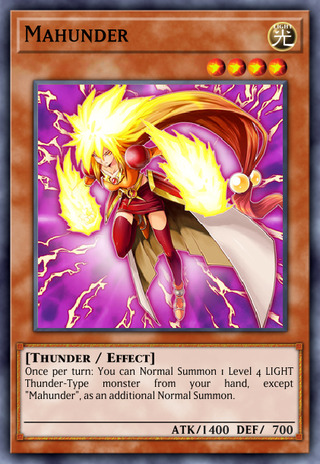 Mahunder
LIGHT
光
[Thunder / Effect]
Once per turn: You can Normal Summon 1 Level 4 LIGHT
Thunder-Type monster from your hand, except
"Mahunder", as an additional Normal Summon.
ATK/1400 DEF/ 700